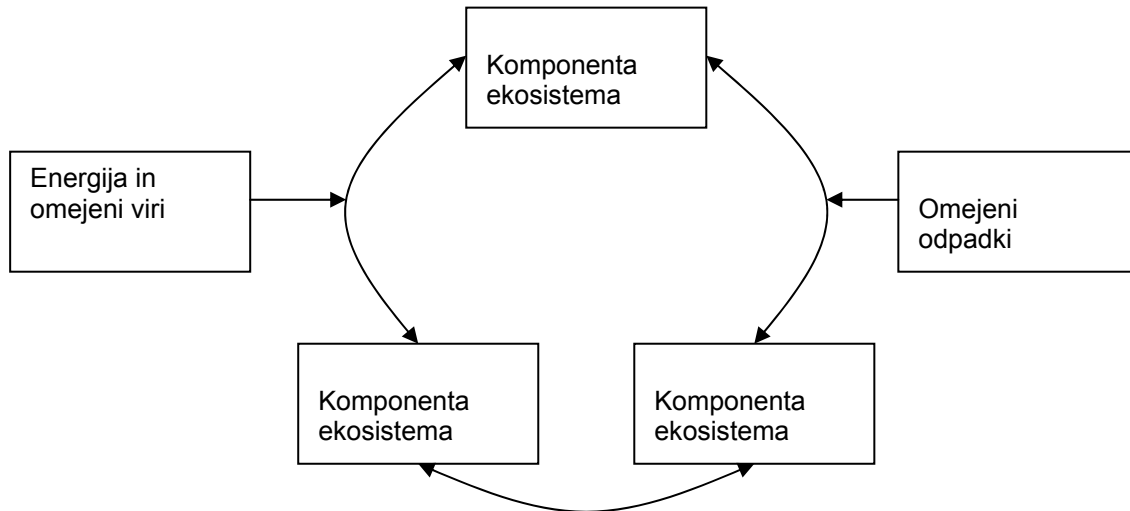 Komponenta
ekosistema
Energija in
omejeni viri
Omejeni
odpadki
Komponenta
ekosistema
Komponenta
ekosistema